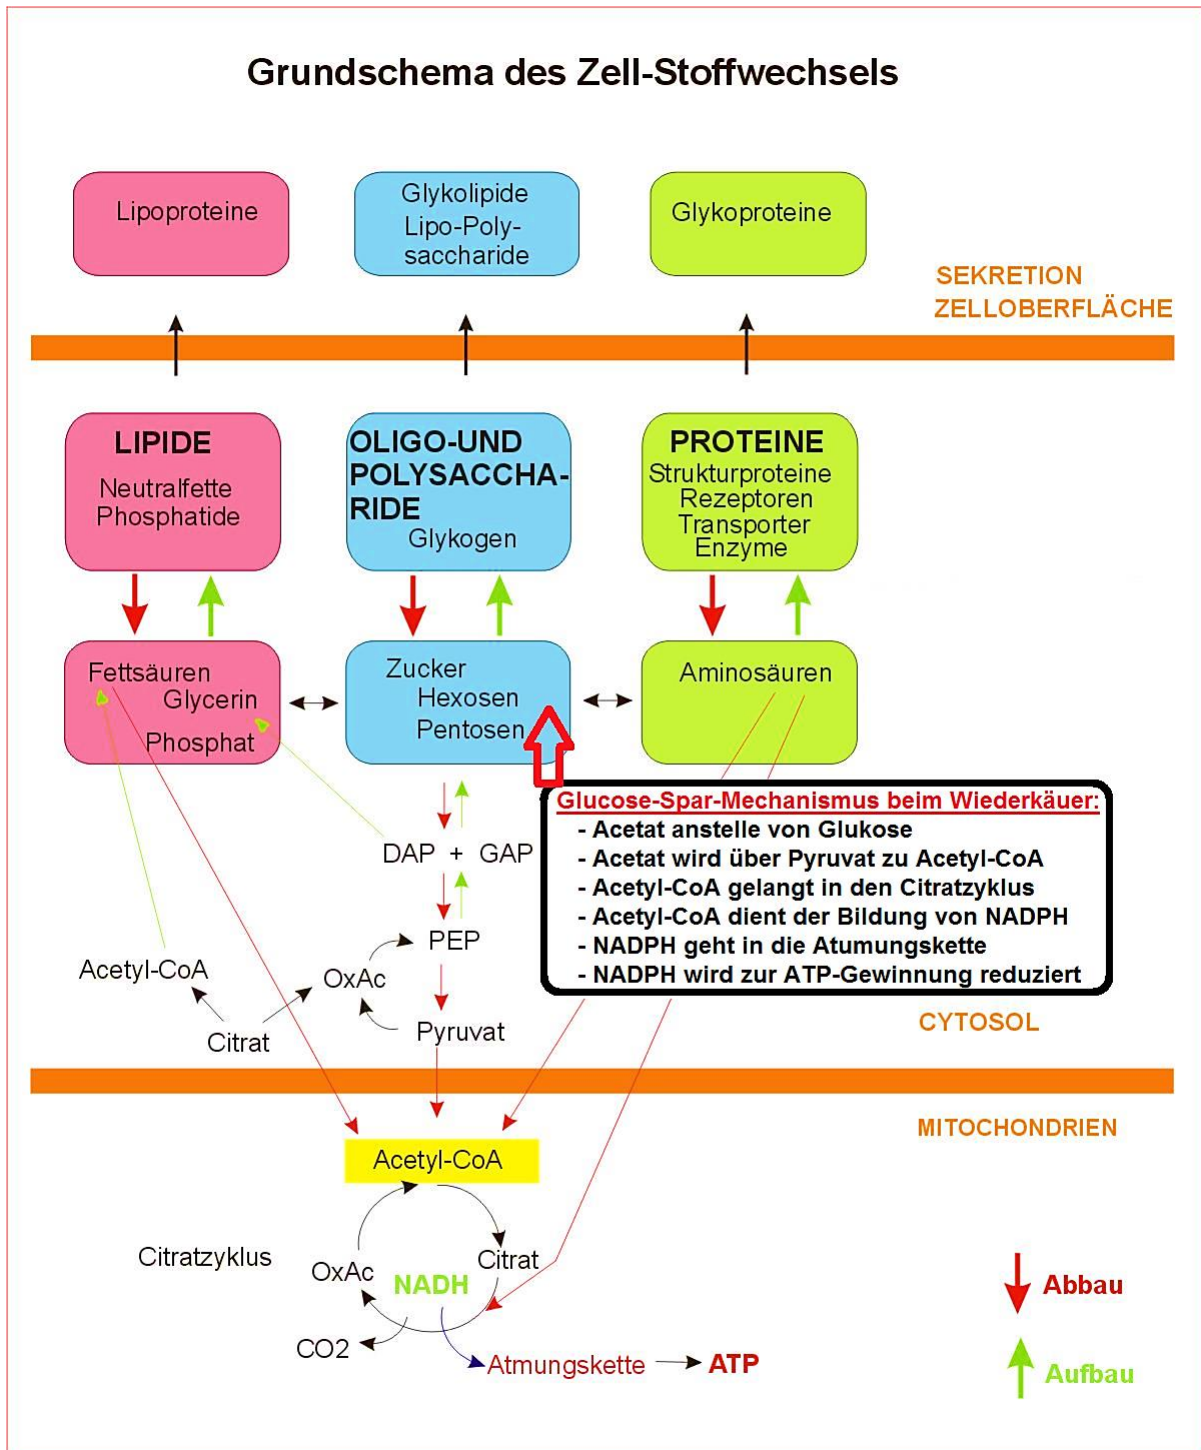 Grundschema des Zell-Stoffwechsels
Lipoproteine
Glykolipide
Lipo-Poly-
saccharide
Glykoproteine
SEKRETION
ZELLOBERFLÄCHE
LIPIDE
Neutralfette
Phosphatide
OLIGO-UND
POLYSACCHA-
RIDE
Glykogen
PROTEINE
Strukturproteine
Rezeptoren
Transporter
Enzyme
Fettsäuren
Glycerin
Phosphat
Zucker
Hexosen
Pentosen
Aminosäuren
Glucose-Spar-Mechanismus beim Wiederkäuer:
- Acetat anstelle von Glukose
- Acetat wird über Pyruvat zu Acetyl-CoA
- Acetyl-CoA gelangt in den Citratzyklus
- Acetyl-CoA dient der Bildung von NADPH
- NADPH geht in die Atumungskette
- NADPH wird zur ATP-Gewinnung reduziert
DAP + GAP
PEP
Acetyl-CoA
OxAc
Citrat
Pyruvat
CYTOSOL
MITOCHONDRIEN
Acetyl-CoA
Citratzyklus
OxAc
NADH
Citrat
CO2
Atmungskette
ATP
Abbau
Aufbau